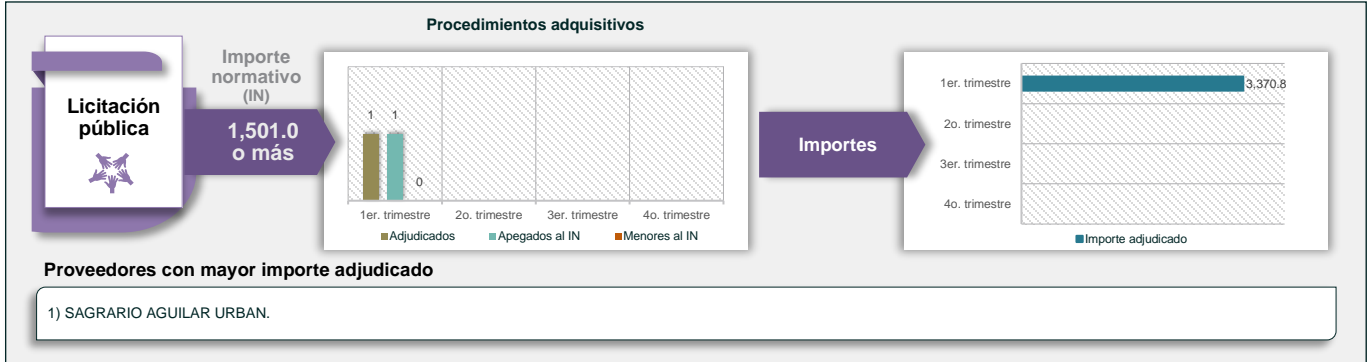 Procedimientos adquisitivos
Licitación
pública
Importe
normativo
(IN)
1,501.0
o más
1 1
0
1er. trimestre 2o. trimestre 3er. trimestre 4o. trimestre
Adjudicados Apegados al IN Menores al IN
Importes
1er. trimestre 3,370.8
2o. trimestre
3er. trimestre
4o. trimestre
Importe adjudicado
Proveedores con mayor importe adjudicado
1) SAGRARIO AGUILAR URBAN.